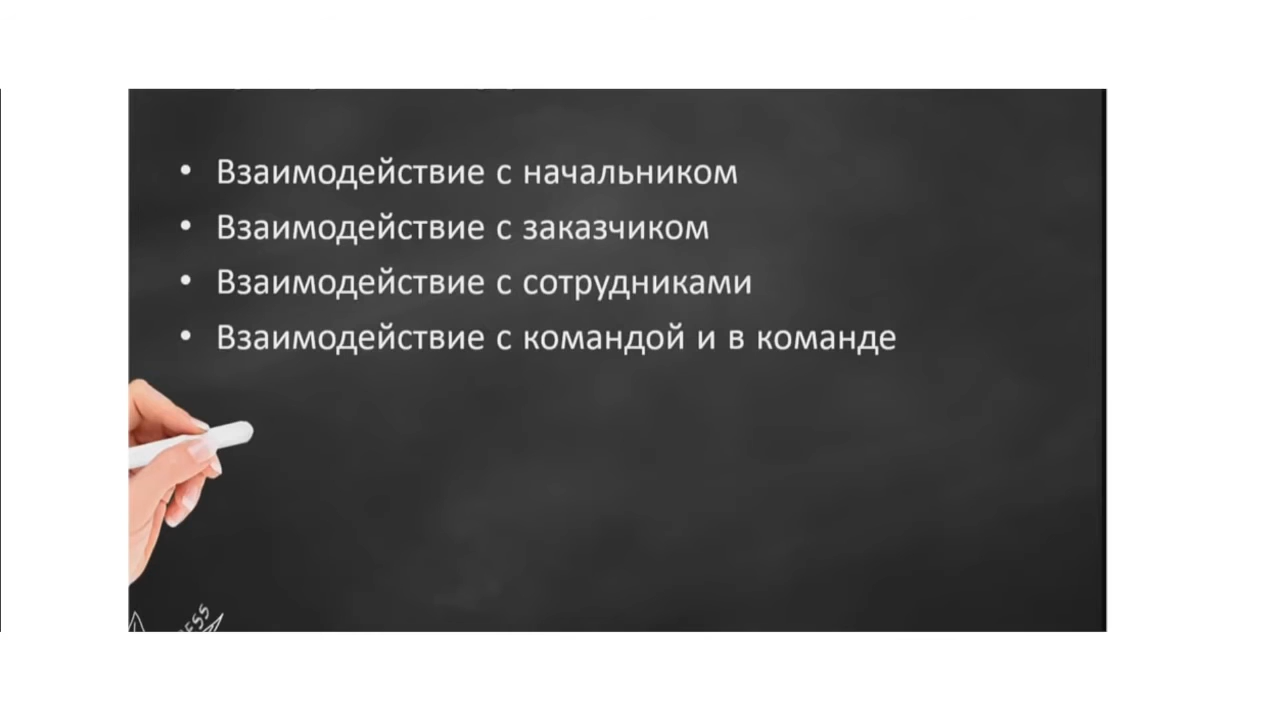 • Взаимодействие с начальником
• Взаимодействие с заказчиком
• Взаимодействие с сотрудниками
• Взаимодействие с командой и в команде